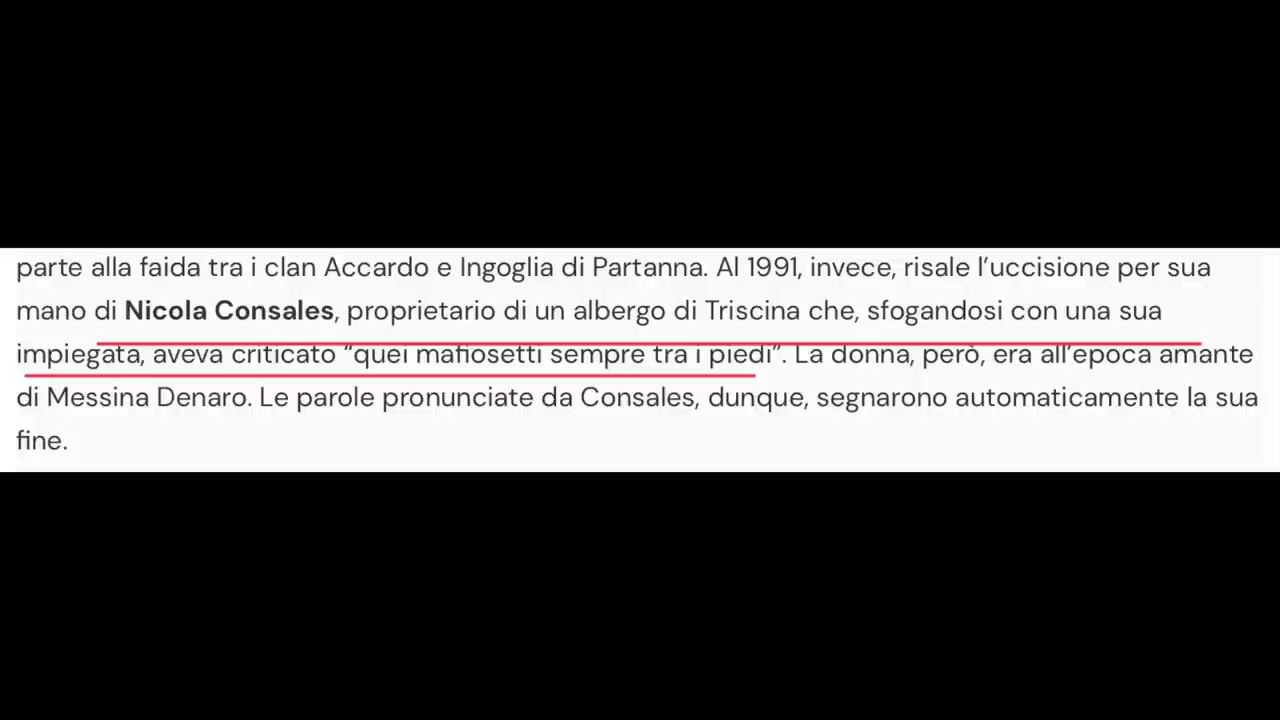 parte alla faida tra i clan Accardo e Ingoglia di Partanna. Al 1991, invece, risale l’uccisione per sua
mano di Nicola Consales, proprietario di un albergo di Triscina che, sfogandosi con una sua
impiegata, aveva criticato “quei mafiosetti sempre tra i piedi”. La donna, però, era all’epoca amante
di Messina Denaro. Le parole pronunciate da Consales, dunque, segnarono automaticamente la sua
fine.